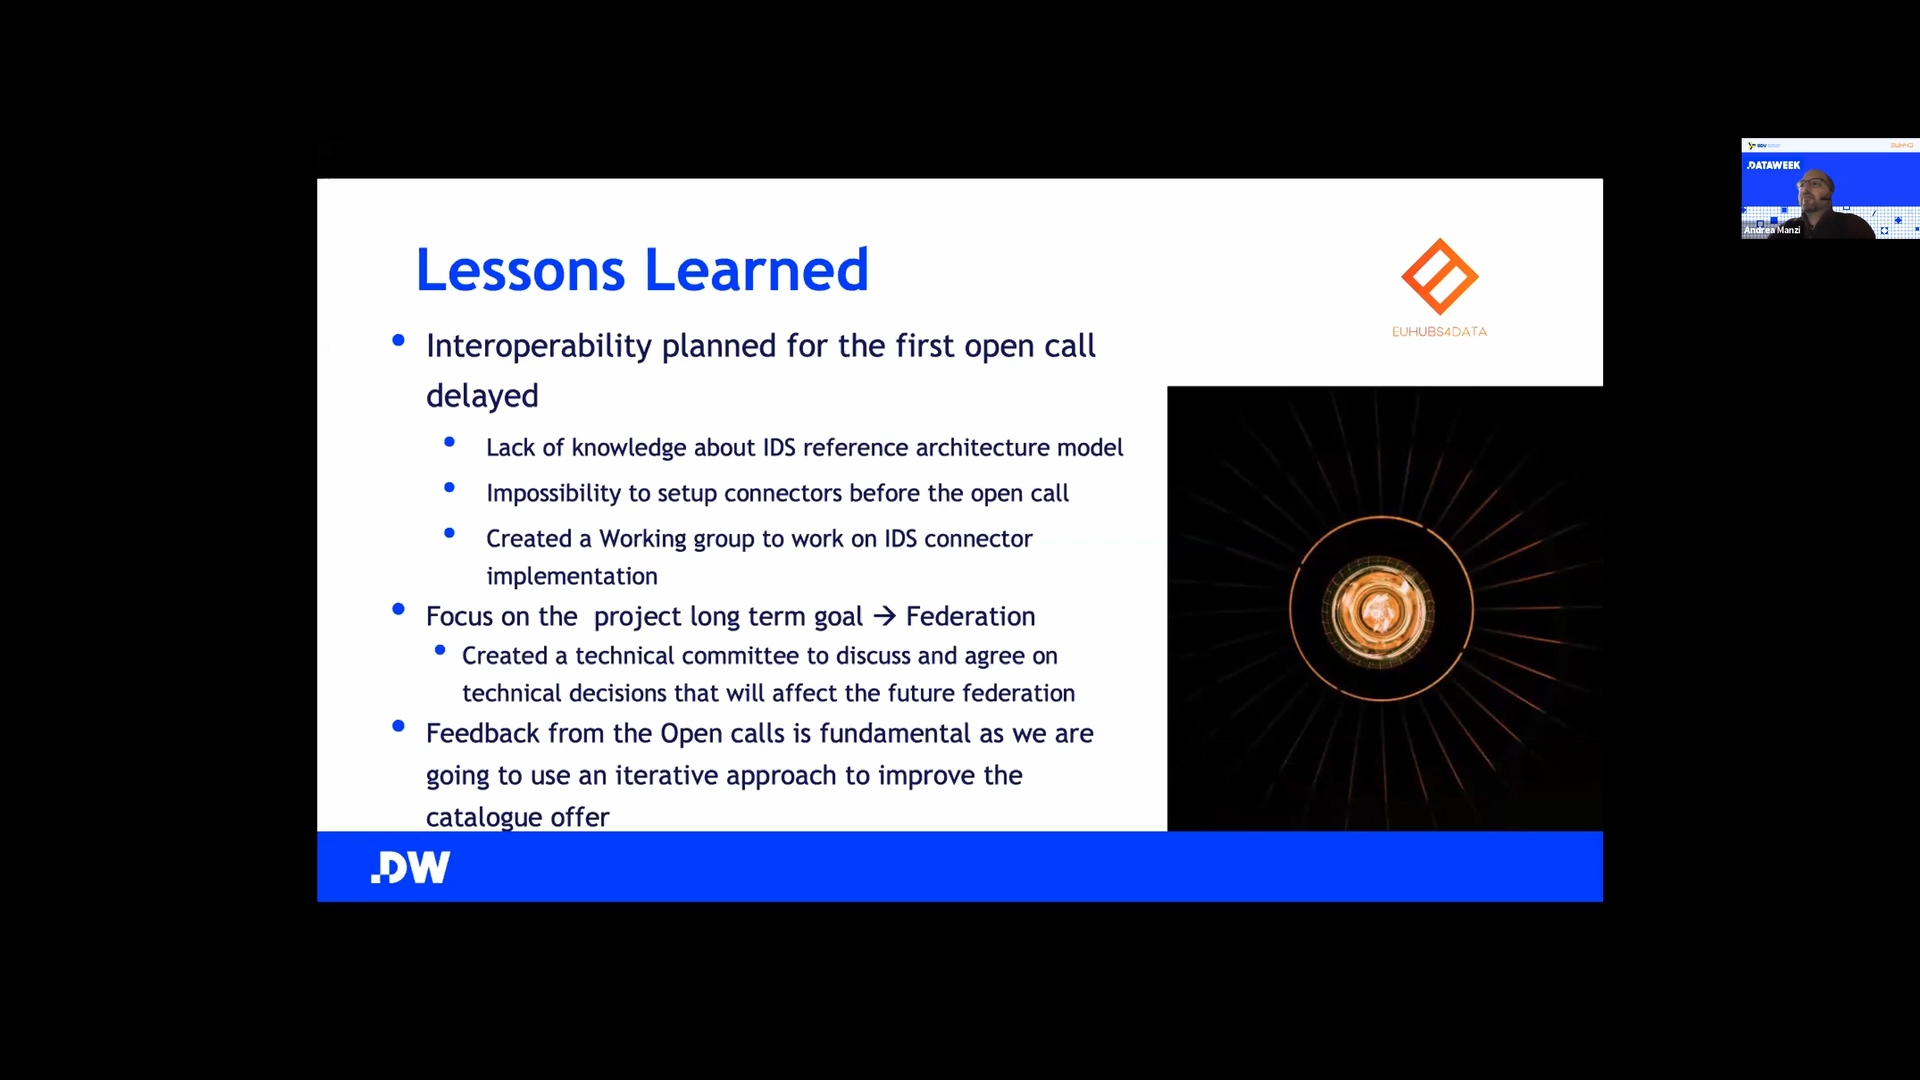 Lessons Learned
EUHUBS4DATA
• Interoperability planned for the first open call
delayed
• Lack of knowledge about IDS reference architecture model
• Impossibility to setup connectors before the open call
• Created a Working group to work on IDS connector
implementation
• Focus on the project long term goal → Federation
• Created a technical committee to discuss and agree on
technical decisions that will affect the future federation
• Feedback from the Open calls is fundamental as we are
going to use an iterative approach to improve the
catalogue offer
.DW
.DATAWEEK
Andrea Manzi